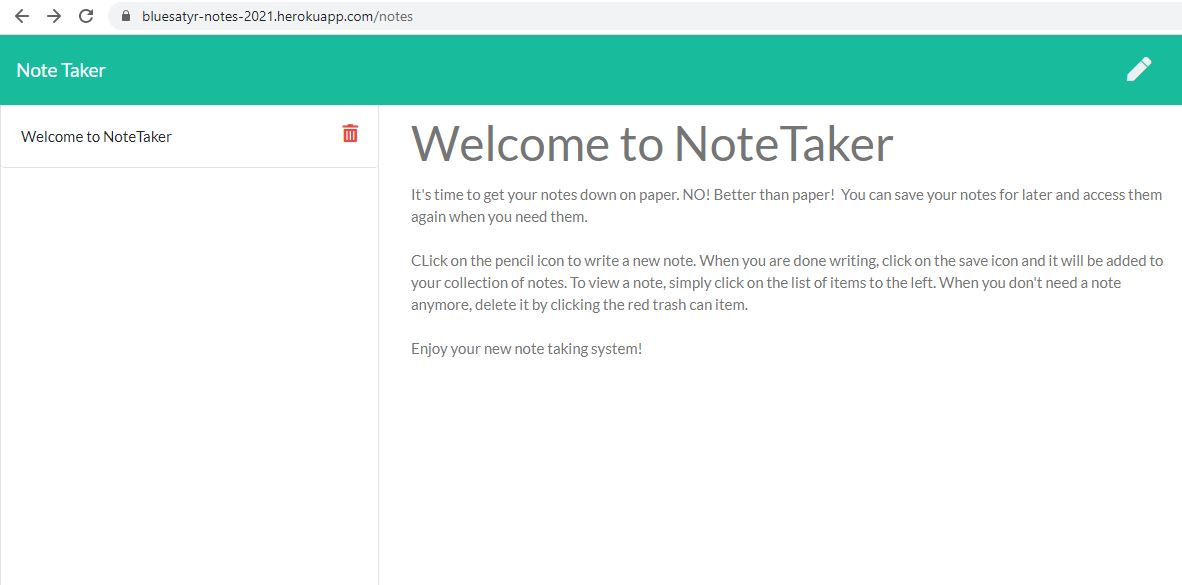 bluesatyr-notes-2021.herokuapp.com/notes
Note Taker
Welcome to NoteTaker
Welcome to NoteTaker
It's time to get your notes down on paper. NO! Better than paper!  You can save your notes for later and access them
again when you need them.
CLick on the pencil icon to write a new note. When you are done writing, click on the save icon and it will be added to
your collection of notes. To view a note, simply click on the list of items to the left. When you don't need a note
anymore, delete it by clicking the red trash can item.
Enjoy your new note taking system!